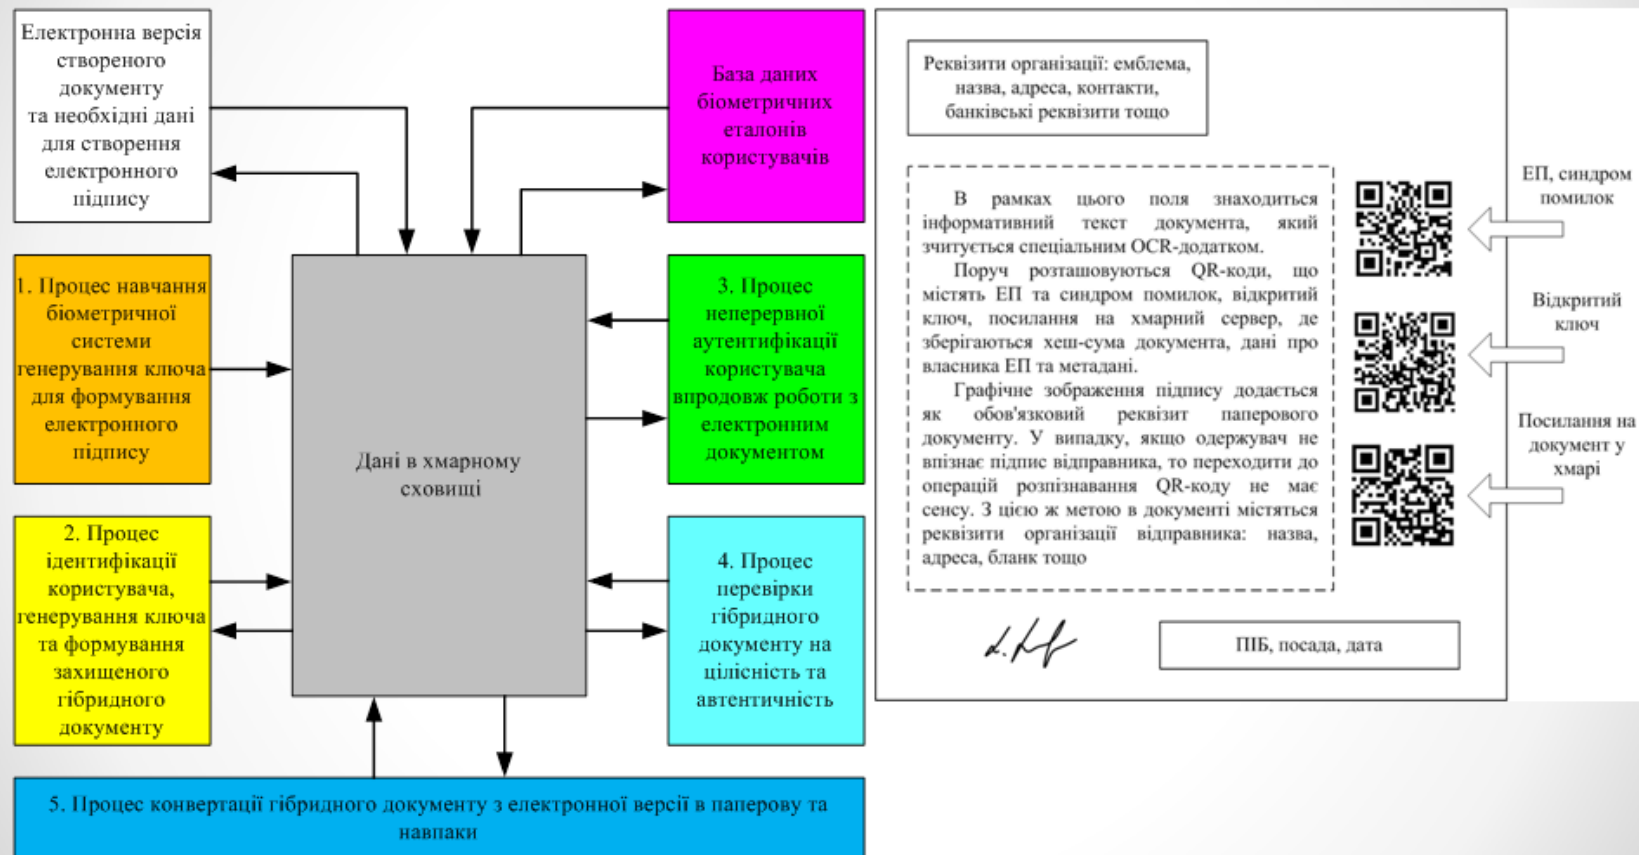 Електронна версія
створеного
документу
та необхідні дані
для створення
електронного
підпису
База даних
біометричних
еталонів
користувачів
1. Процес навчання
біометричної
системи
генерування ключа
для формування
електронного
підпису
Дані в хмарному
сховищі
3. Процес
неперервної
аутентифікації
користувача
впродовж роботи з
електронним
документом
2. Процес
ідентифікації
користувача,
генерування ключа
та формування
захищеного
гібридного
документу
4. Процес
перевірки
гібридного
документу на
цілісність та
автентичність
5. Процес конвертації гібридного документу з електронної версії в паперову та
навпаки
Реквізити організації: емблема,
назва, адреса, контакти,
банківські реквізити тощо
В рамках цього поля знаходиться
інформативний текст документа, який
зчитується спеціальним OCR-додатком.
Поруч розташовуються QR-коди, що
містять ЕП та синдром помилок, відкритий
ключ, посилання на хмарний сервер, де
зберігаються хеш-сума документа, дані про
власника ЕП та метадані.
Графічне зображення підпису додається
як обов'язковий реквізит паперового
документу. У випадку, якщо одержувач не
впізнає підпис відправника, то переходити до
операцій розпізнавання QR-коду не має
сенсу. З цією ж метою в документі містяться
реквізити організації відправника: назва,
адреса, бланк тощо
ЕП, синдром
помилок
Відкритий
ключ
Посилання на
документ у
хмарі
ПІБ, посада, дата